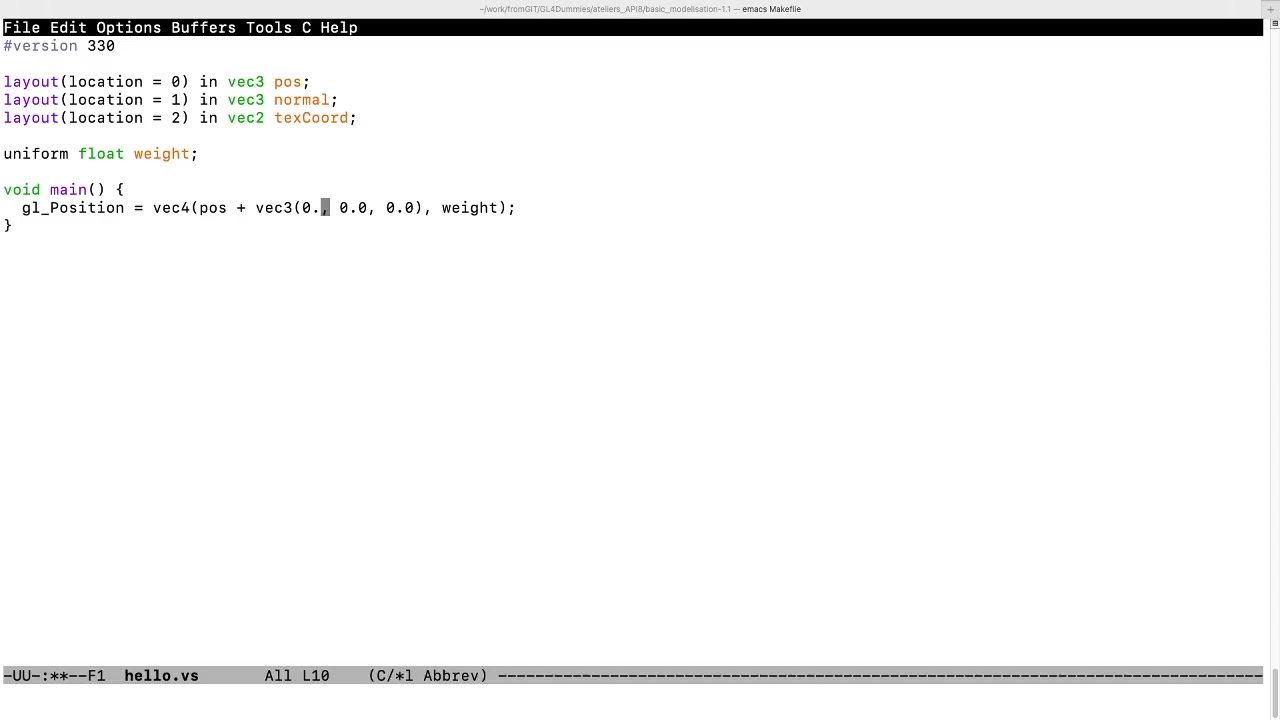 ~/work/fromGIT/GL4Dummies/ateliers_API8/basic_modelisation-1.1 — emacs Makefile
File Edit Options Buffers Tools C Help
#version 330
layout(location = 0) in vec3 pos;
layout(location = 1) in vec3 normal;
layout(location = 2) in vec2 texCoord;
uniform float weight;
void main() {
  gl_Position = vec4(pos + vec3(0., 0.0, 0.0), weight);
}
-UU-:**--F1  hello.vs       All L10    (C/*l Abbrev) ----------------------------------------------------------------------------------